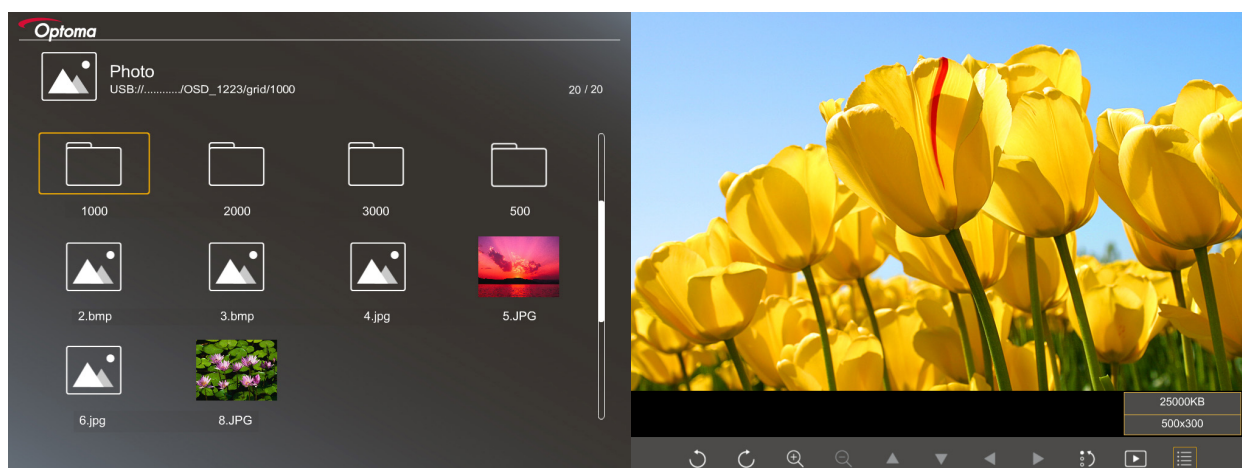 Optoma
Photo
USB://.........../OSD_1223/grid/1000
20 / 20
1000
2000
3000
500
2.bmp
3.bmp
4.jpg
5.JPG
6.jpg
8.JPG
25000KB
500x300